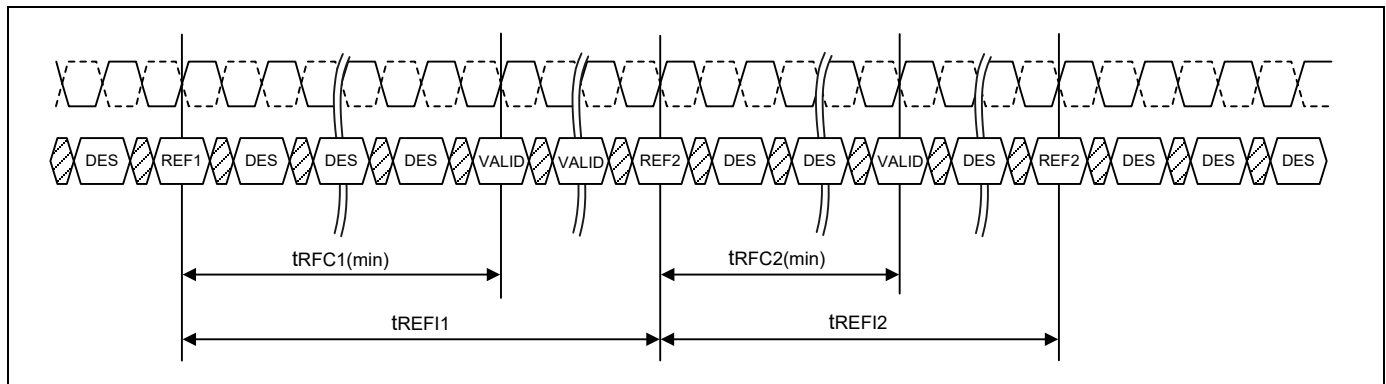 DES REF1 DES DES DES VALID VALID REF2 DES DES VALID DES REF2 DES DES DES
tRFC1(min) tRFC2(min)
tREFI1 tREFI2